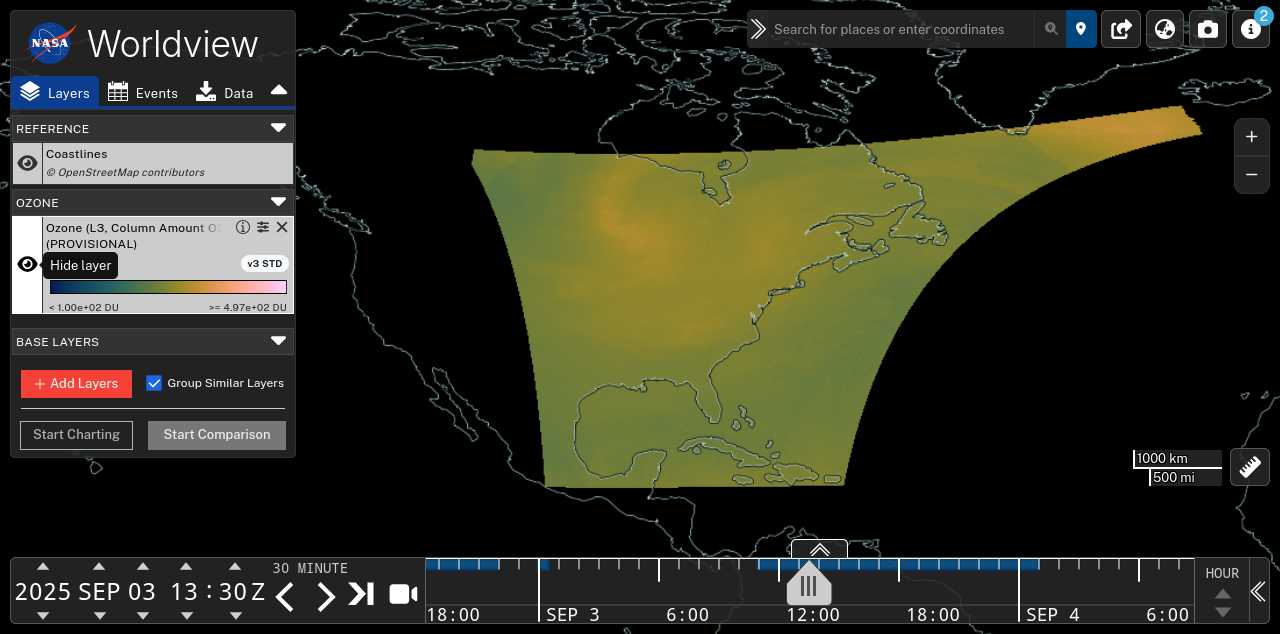 NASA
Worldview
Search for places or enter coordinates
2
Layers
Events
Data
REFERENCE
Coastlines
© OpenStreetMap contributors
OZONE
Ozone (L3, Column Amount O
(PROVISIONAL)
Hide layer
v3 STD
< 1.00e+02 DU
>= 4.97e+02 DU
BASE LAYERS
+ Add Layers
Group Similar Layers
Start Charting
Start Comparison
+
−
1000 km
500 mi
2025 SEP 03 13 : 30 Z
30 MINUTE
18:00
SEP 3
6:00
12:00
18:00
SEP 4
6:00
HOUR